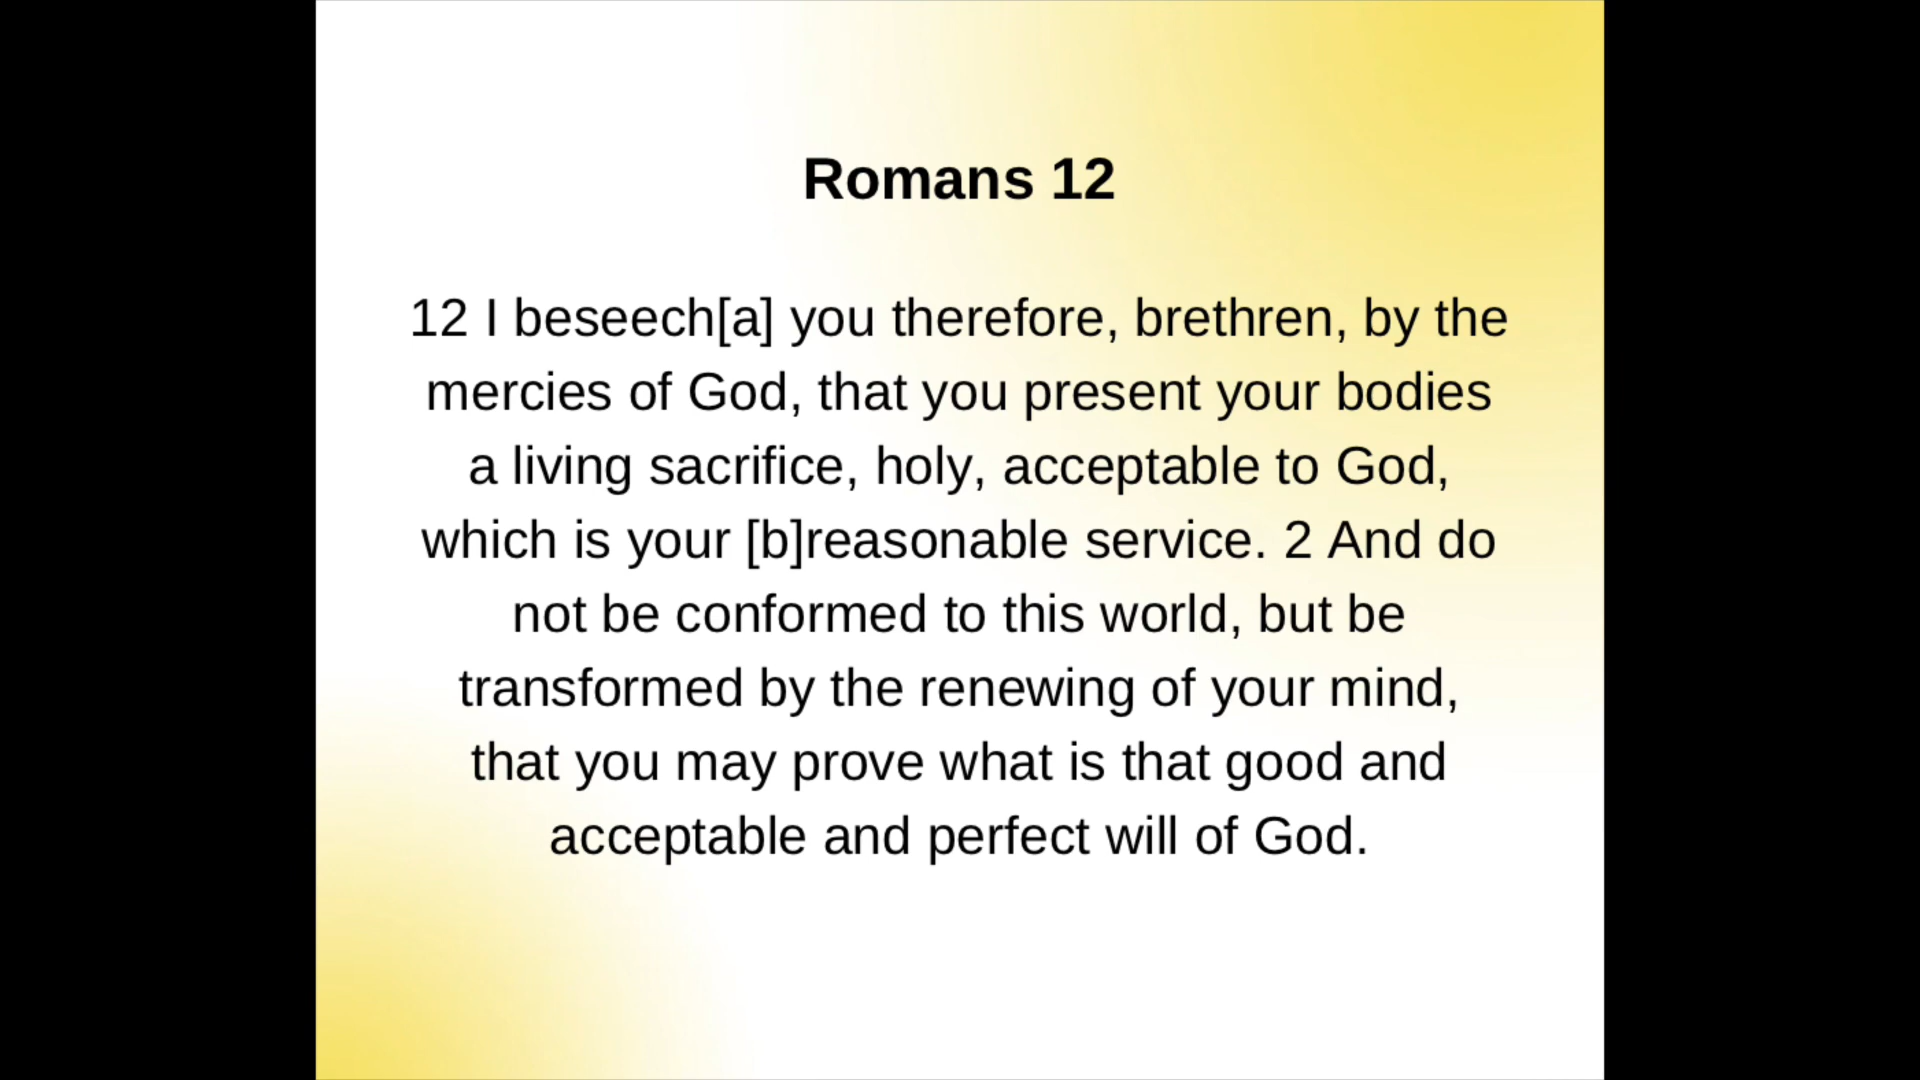 Romans 12
12 I beseech[a] you therefore, brethren, by the
mercies of God, that you present your bodies
a living sacrifice, holy, acceptable to God,
which is your [b]reasonable service. 2 And do
not be conformed to this world, but be
transformed by the renewing of your mind,
that you may prove what is that good and
acceptable and perfect will of God.